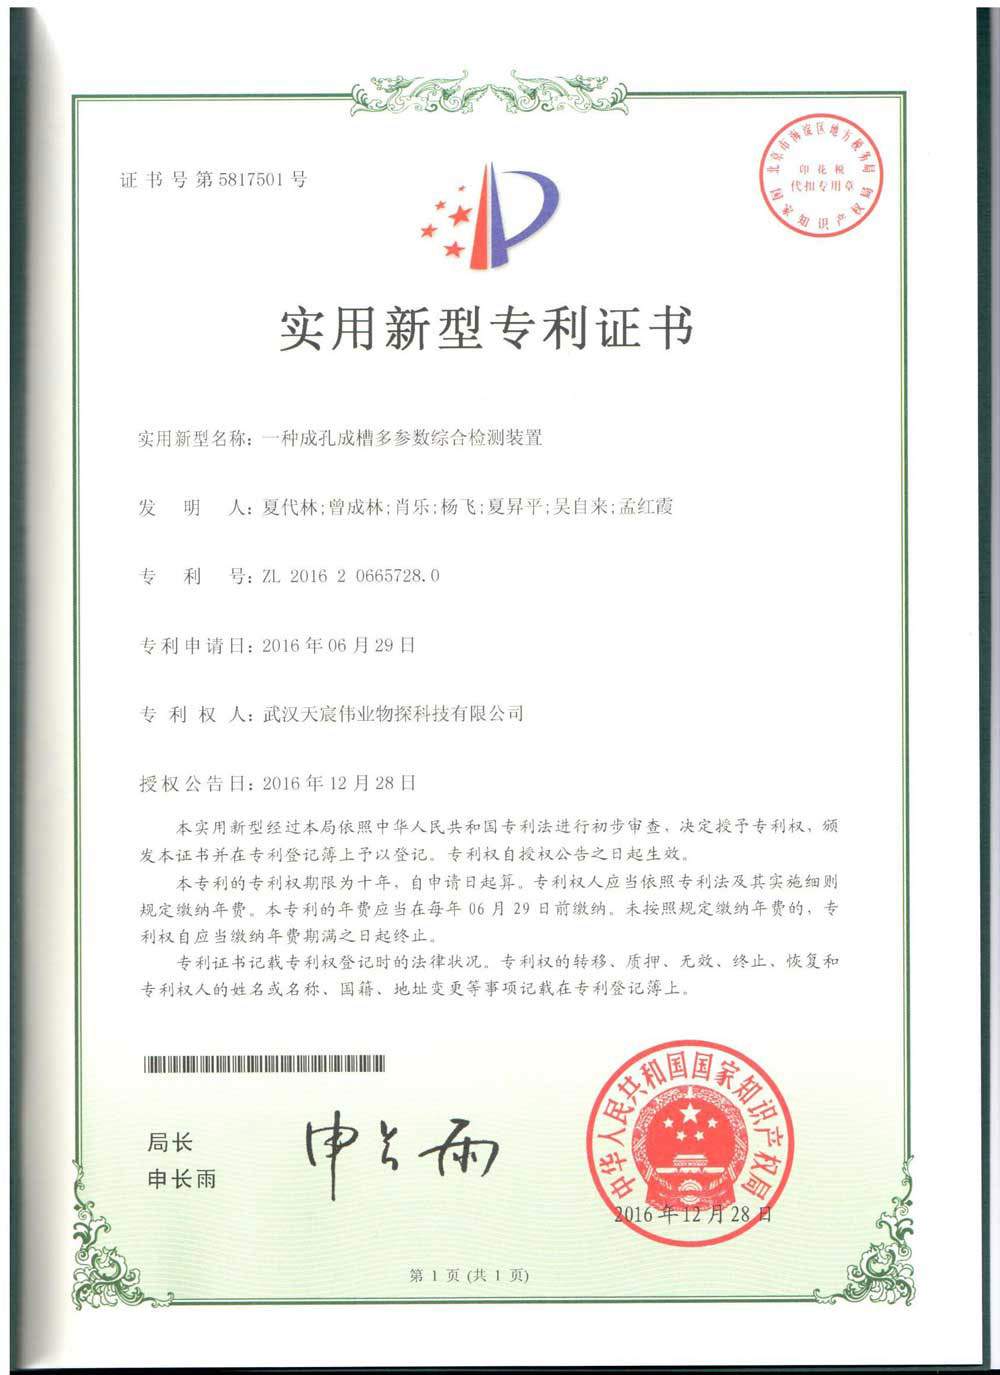 证书号第5817501号
北京市海淀区地方税务局
印花税
代扣专用章
国家知识产权局
实用新型专利证书
实用新型名称：一种成孔成槽多参数综合检测装置
发明人：夏代林;曾成林;肖乐;杨飞;夏昇平;吴自来;孟红霞
专利号：ZL 2016 2 0665728.0
专利申请日：2016年06月29日
专利权人：武汉天宸伟业物探科技有限公司
授权公告日：2016年12月28日
本实用新型经过本局依照中华人民共和国专利法进行初步审查，决定授予专利权，颁
发本证书并在专利登记簿上予以登记。专利权自授权公告之日起生效。
本专利的专利权期限为十年，自申请日起算。专利权人应当依照专利法及其实施细则
规定缴纳年费。本专利的年费应当在每年06月29日前缴纳。未按照规定缴纳年费的，专
利权自应当缴纳年费期满之日起终止。
专利证书记载专利权登记时的法律状况。专利权的转移、质押、无效、终止、恢复和
专利权人的姓名或名称、国籍、地址变更等事项记载在专利登记簿上。
局长
申长雨
申长雨
中华人民共和国国家知识产权局
2016年12月28日
第1页(共1页)